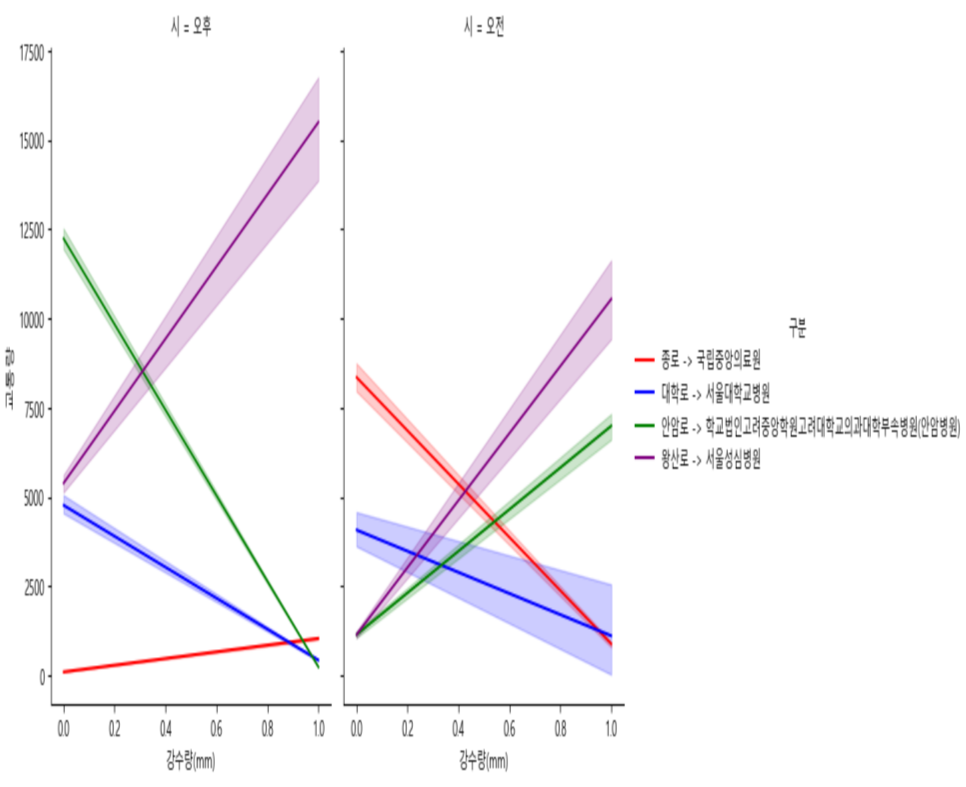 시 = 오후
시 = 오전
교통량
17500
15000
12500
10000
7500
5000
2500
0
0.0 0.2 0.4 0.6 0.8 1.0
0.0 0.2 0.4 0.6 0.8 1.0
강수량(mm)
강수량(mm)
구분
종로 -> 국립중앙의료원
대학로 -> 서울대학교병원
안암로 -> 학교법인고려중앙학원고려대학교의과대학부속병원(안암병원)
왕산로 -> 서울성심병원